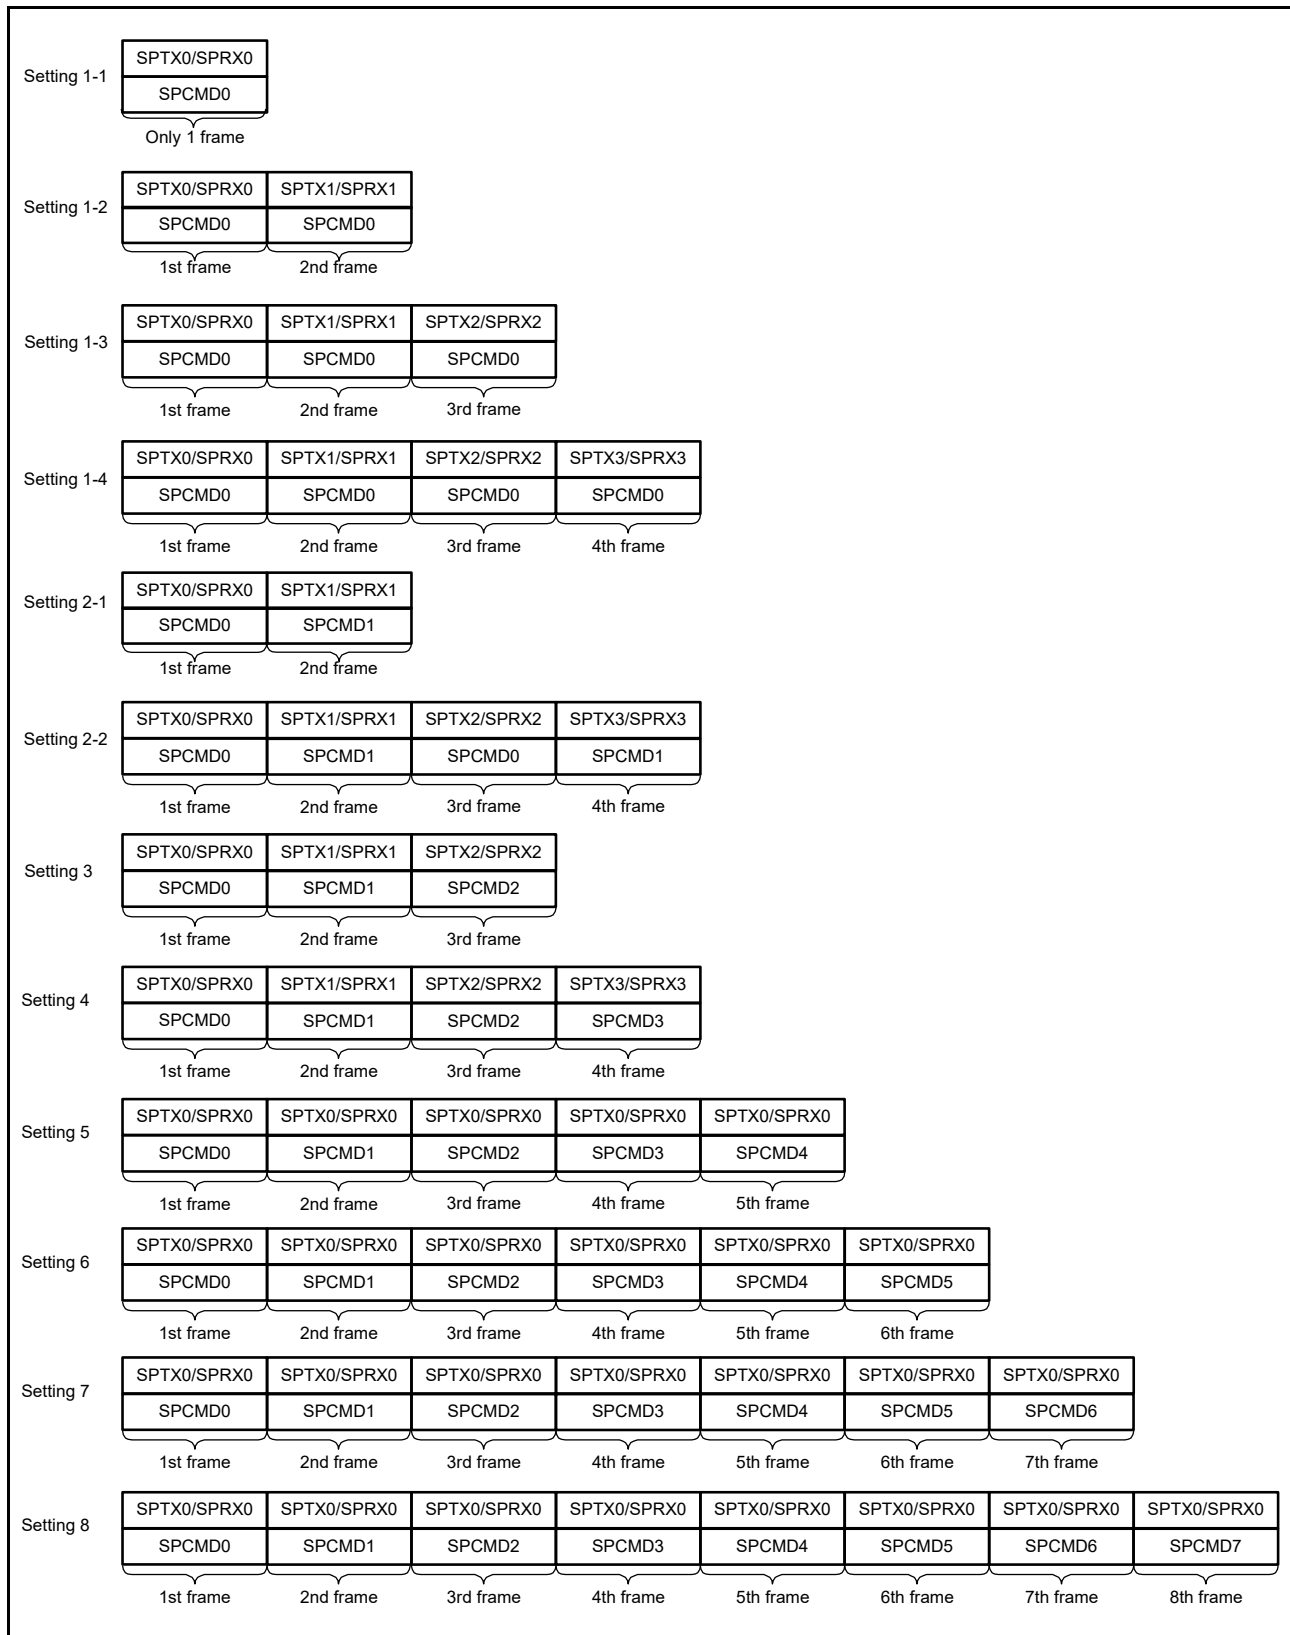 Setting 1-1
SPTX0/SPRX0
SPCMD0
Only 1 frame
Setting 1-2
SPTX0/SPRX0 SPTX1/SPRX1
SPCMD0 SPCMD0
1st frame 2nd frame
Setting 1-3
SPTX0/SPRX0 SPTX1/SPRX1 SPTX2/SPRX2
SPCMD0 SPCMD0 SPCMD0
1st frame 2nd frame 3rd frame
Setting 1-4
SPTX0/SPRX0 SPTX1/SPRX1 SPTX2/SPRX2 SPTX3/SPRX3
SPCMD0 SPCMD0 SPCMD0 SPCMD0
1st frame 2nd frame 3rd frame 4th frame
Setting 2-1
SPTX0/SPRX0 SPTX1/SPRX1
SPCMD0 SPCMD1
1st frame 2nd frame
Setting 2-2
SPTX0/SPRX0 SPTX1/SPRX1 SPTX2/SPRX2 SPTX3/SPRX3
SPCMD0 SPCMD1 SPCMD0 SPCMD1
1st frame 2nd frame 3rd frame 4th frame
Setting 3
SPTX0/SPRX0 SPTX1/SPRX1 SPTX2/SPRX2
SPCMD0 SPCMD1 SPCMD2
1st frame 2nd frame 3rd frame
Setting 4
SPTX0/SPRX0 SPTX1/SPRX1 SPTX2/SPRX2 SPTX3/SPRX3
SPCMD0 SPCMD1 SPCMD2 SPCMD3
1st frame 2nd frame 3rd frame 4th frame
Setting 5
SPTX0/SPRX0 SPTX0/SPRX0 SPTX0/SPRX0 SPTX0/SPRX0 SPTX0/SPRX0
SPCMD0 SPCMD1 SPCMD2 SPCMD3 SPCMD4
1st frame 2nd frame 3rd frame 4th frame 5th frame
Setting 6
SPTX0/SPRX0 SPTX0/SPRX0 SPTX0/SPRX0 SPTX0/SPRX0 SPTX0/SPRX0 SPTX0/SPRX0
SPCMD0 SPCMD1 SPCMD2 SPCMD3 SPCMD4 SPCMD5
1st frame 2nd frame 3rd frame 4th frame 5th frame 6th frame
Setting 7
SPTX0/SPRX0 SPTX0/SPRX0 SPTX0/SPRX0 SPTX0/SPRX0 SPTX0/SPRX0 SPTX0/SPRX0 SPTX0/SPRX0
SPCMD0 SPCMD1 SPCMD2 SPCMD3 SPCMD4 SPCMD5 SPCMD6
1st frame 2nd frame 3rd frame 4th frame 5th frame 6th frame 7th frame
Setting 8
SPTX0/SPRX0 SPTX0/SPRX0 SPTX0/SPRX0 SPTX0/SPRX0 SPTX0/SPRX0 SPTX0/SPRX0 SPTX0/SPRX0 SPTX0/SPRX0
SPCMD0 SPCMD1 SPCMD2 SPCMD3 SPCMD4 SPCMD5 SPCMD6 SPCMD7
1st frame 2nd frame 3rd frame 4th frame 5th frame 6th frame 7th frame 8th frame